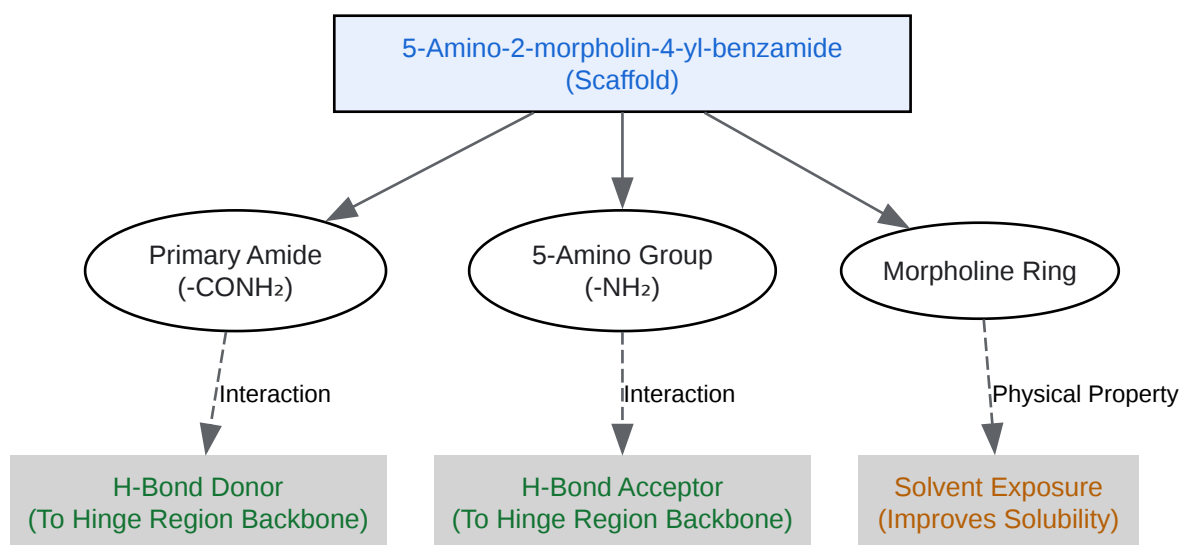 5-Amino-2-morpholin-4-yl-benzamide
(Scaffold)
Primary Amide
(-CONH₂)
5-Amino Group
(-NH₂)
Morpholine Ring
Interaction
Interaction
Physical Property
H-Bond Donor
(To Hinge Region Backbone)
H-Bond Acceptor
(To Hinge Region Backbone)
Solvent Exposure
(Improves Solubility)